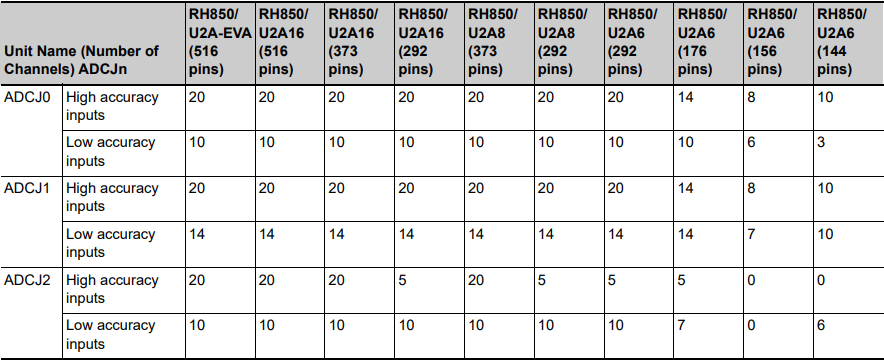 Unit Name (Number of Channels) ADCJn RH850/U2A-EVA (516 pins) RH850/U2A16 (516 pins) RH850/U2A16 (373 pins) RH850/U2A16 (292 pins) RH850/U2A8 (373 pins) RH850/U2A8 (292 pins) RH850/U2A6 (292 pins) RH850/U2A6 (176 pins) RH850/U2A6 (156 pins) RH850/U2A6 (144 pins)
ADCJ0 High accuracy inputs 20 20 20 20 20 20 20 14 8 10
Low accuracy inputs 10 10 10 10 10 10 10 10 6 3
ADCJ1 High accuracy inputs 20 20 20 20 20 20 20 14 8 10
Low accuracy inputs 14 14 14 14 14 14 14 14 7 10
ADCJ2 High accuracy inputs 20 20 20 5 20 5 5 5 0 0
Low accuracy inputs 10 10 10 10 10 10 10 7 0 6